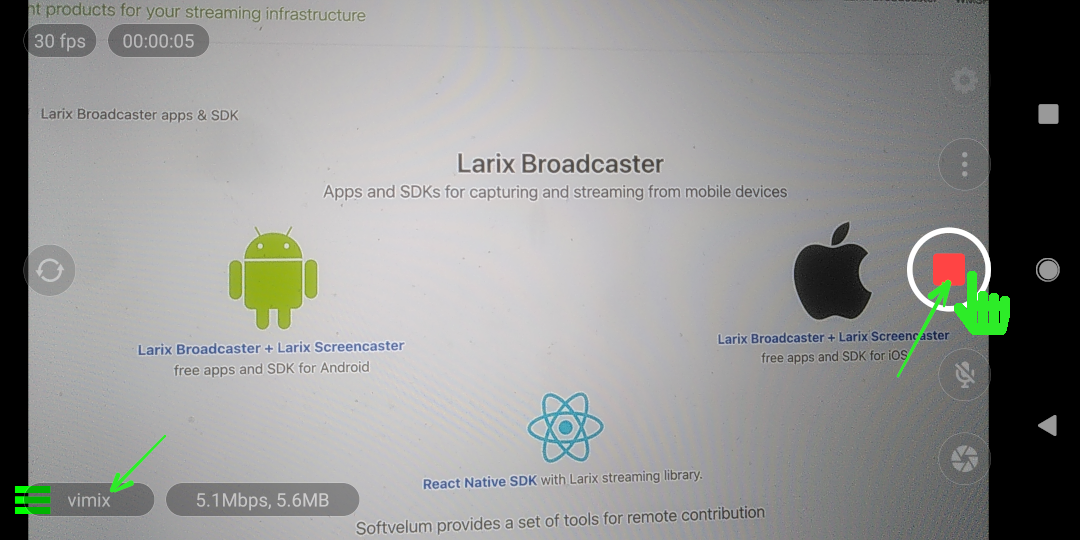 nt products for your streaming infrastructure
30 fps
00:00:05
Larix Broadcaster apps & SDK
Larix Broadcaster
Apps and SDKs for capturing and streaming from mobile devices
Larix Broadcaster + Larix Screencaster
free apps and SDK for Android
Larix Broadcaster + Larix Screencaster
free apps and SDK for iOS
React Native SDK with Larix streaming library.
vimix
5.1Mbps, 5.6MB
Softvelum provides a set of tools for remote contribution